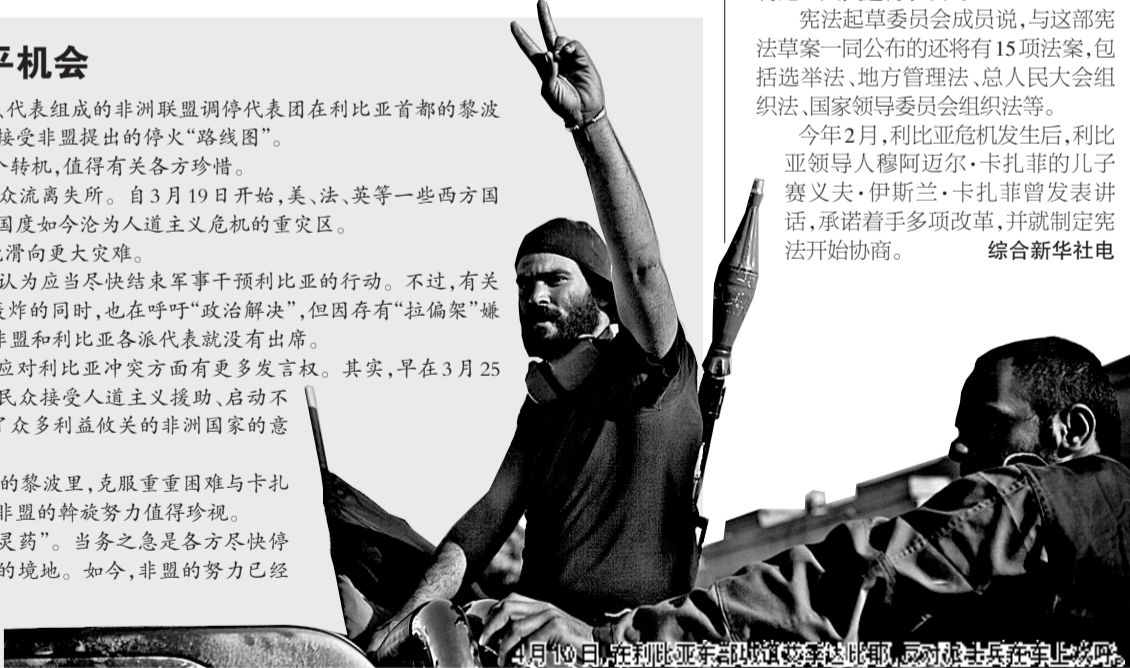 平机会
代表组成的非洲联盟调停代表团在利比亚首都的黎波
接受非盟提出的停火“路线图”。
个转机,值得有关各方珍惜。
众流离失所。自3月19日开始,美、法、英等一些西方国
国度如今沦为人道主义危机的重灾区。
滑向更大灾难。
认为应当尽快结束军事干预利比亚的行动。不过,有关
轰炸的同时,也在呼吁“政治解决”,但因存有“拉偏架”嫌
非盟和利比亚各派代表就没有出席。
应对利比亚冲突方面有更多发言权。其实,早在3月25
民众接受人道主义援助、启动不
了众多利益攸关的非洲国家的意
的黎波里,克服重重困难与卡扎
非盟的斡旋努力值得珍视。
灵药”。当务之急是各方尽快停
的境地。如今,非盟的努力已经
宪法起草委员会成员说,与这部宪
法草案一同公布的还将有15项法案,包
括选举法、地方管理法、总人民大会组
织法、国家领导委员会组织法等。
今年2月,利比亚危机发生后,利比
亚领导人穆阿迈尔·卡扎菲的儿子
赛义夫·伊斯兰·卡扎菲曾发表讲
话,承诺着手多项改革,并就制定宪
法开始协商。 综合新华社电
4月10日,在利比亚东部城镇艾季达比耶,反对派士兵在车上